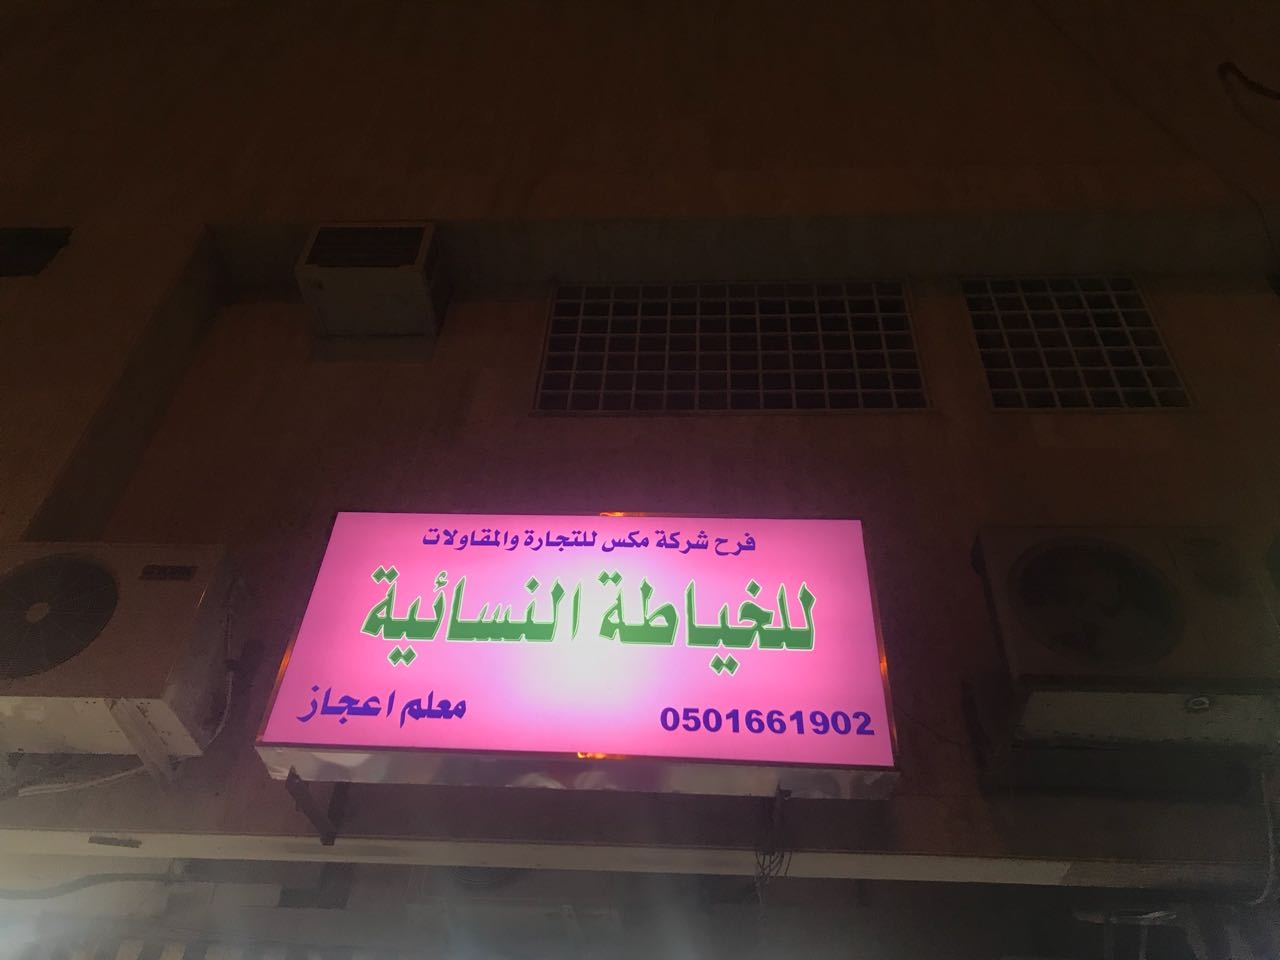 فرح شركة مكس للتجارة والمقاولات
للخياطة النسائية
0501661902 معلم اعجاز